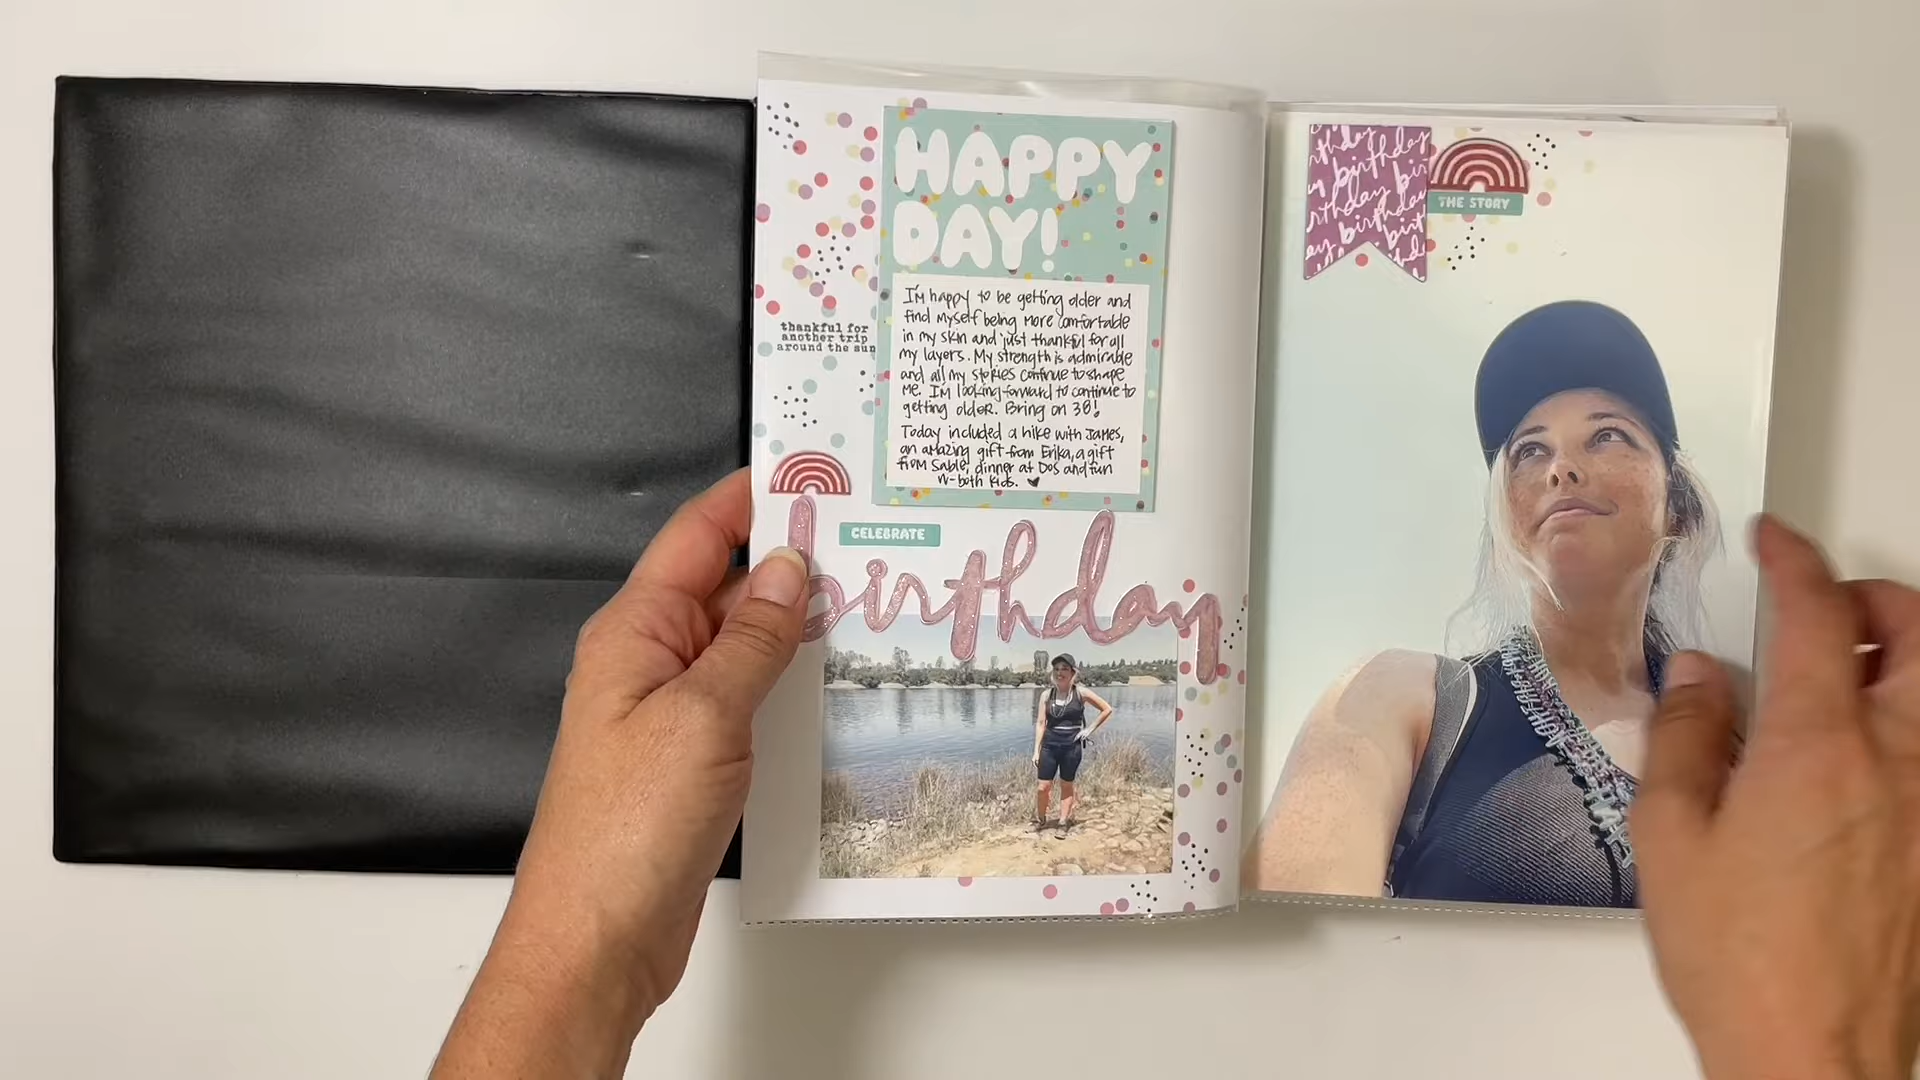 HAPPY
DAY!
I'm happy to be getting older and
find myself being more comfortable
in my skin and just thankful for all
my layers. My strength is admirable
and all my stories continue to shape
me. I'm looking forward to continue to
getting older. Bring on 38!
Today included a hike with James,
an amazing gift from Erika, a gift
from Sable, dinner at Dos and fun
w-both kids.
thankful for
another trip
around the sun
CELEBRATE
birthday
birthday
birthday
birthday
birthday
THE STORY